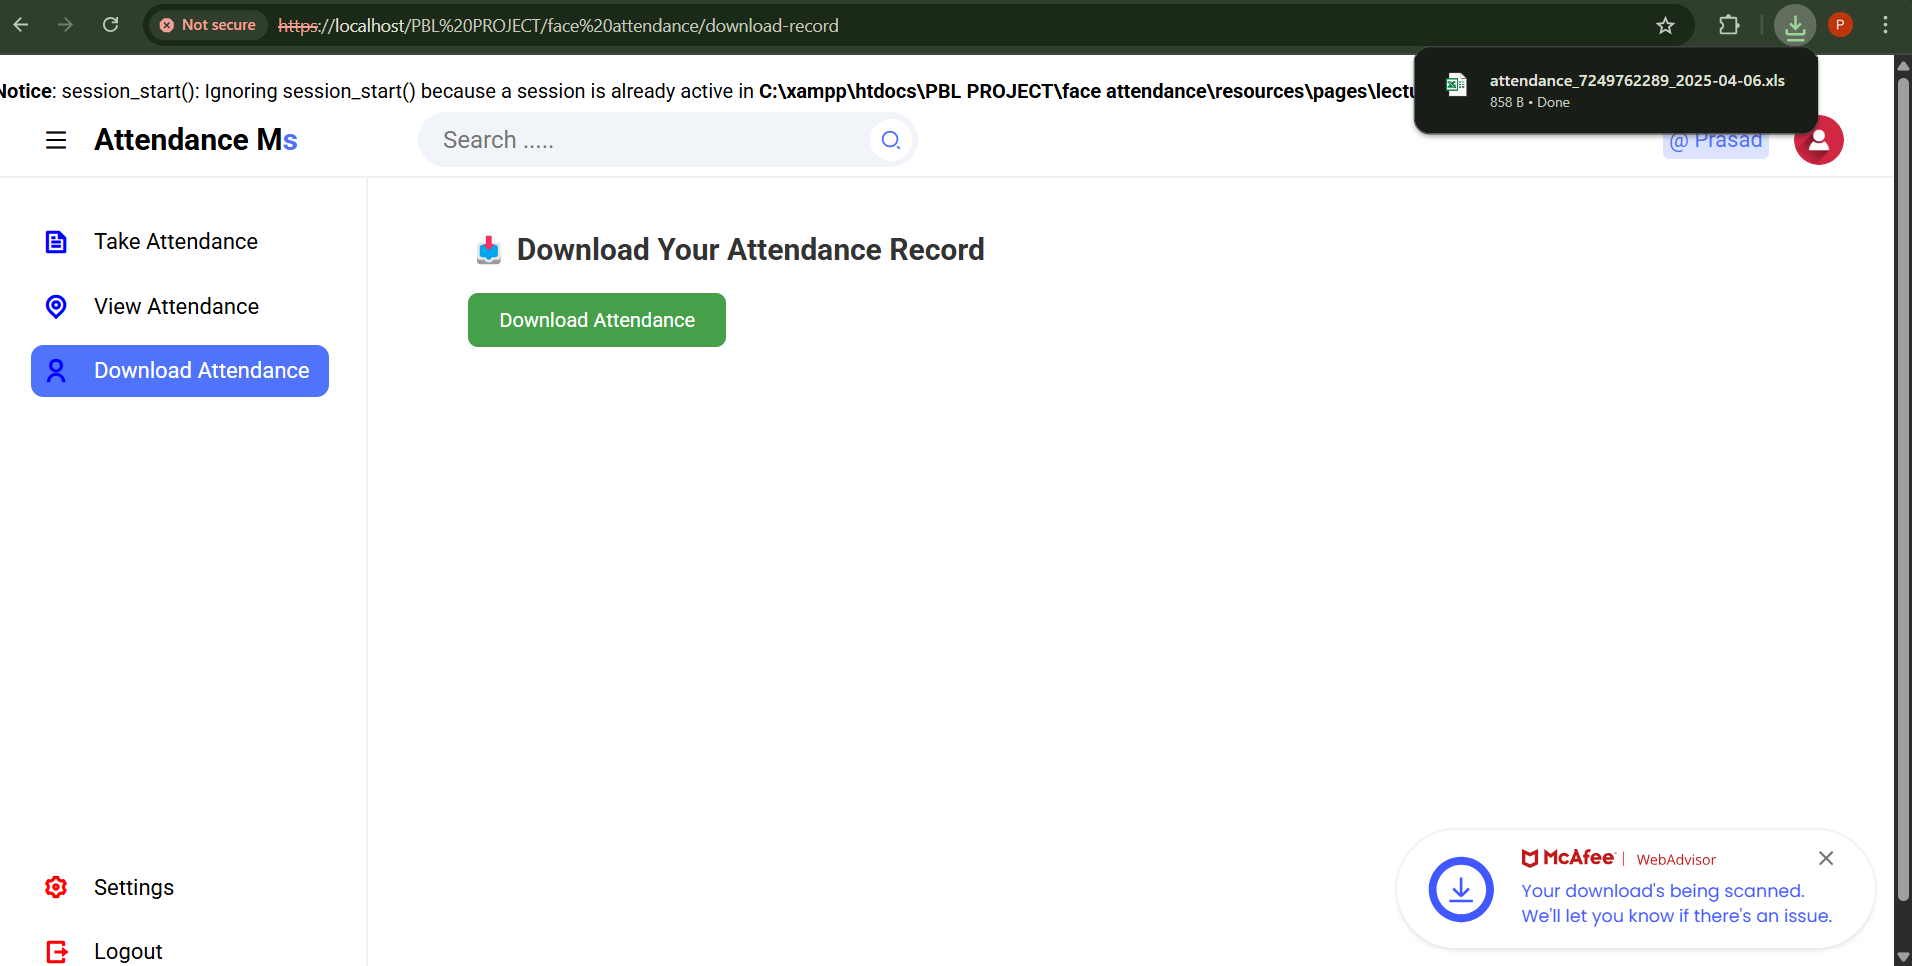 Not secure
https://localhost/PBL%20PROJECT/face%20attendance/download-record
P
attendance_7249762289_2025-04-06.xls
858 B • Done
Notice: session_start(): Ignoring session_start() because a session is already active in C:\xampp\htdocs\PBL PROJECT\face attendance\resources\pages\lectu
Attendance Ms
Search .....
@ Prasad
Take Attendance
View Attendance
Download Attendance
Download Your Attendance Record
Download Attendance
Settings
Logout
McAfee | WebAdvisor
Your download's being scanned.
We'll let you know if there's an issue.